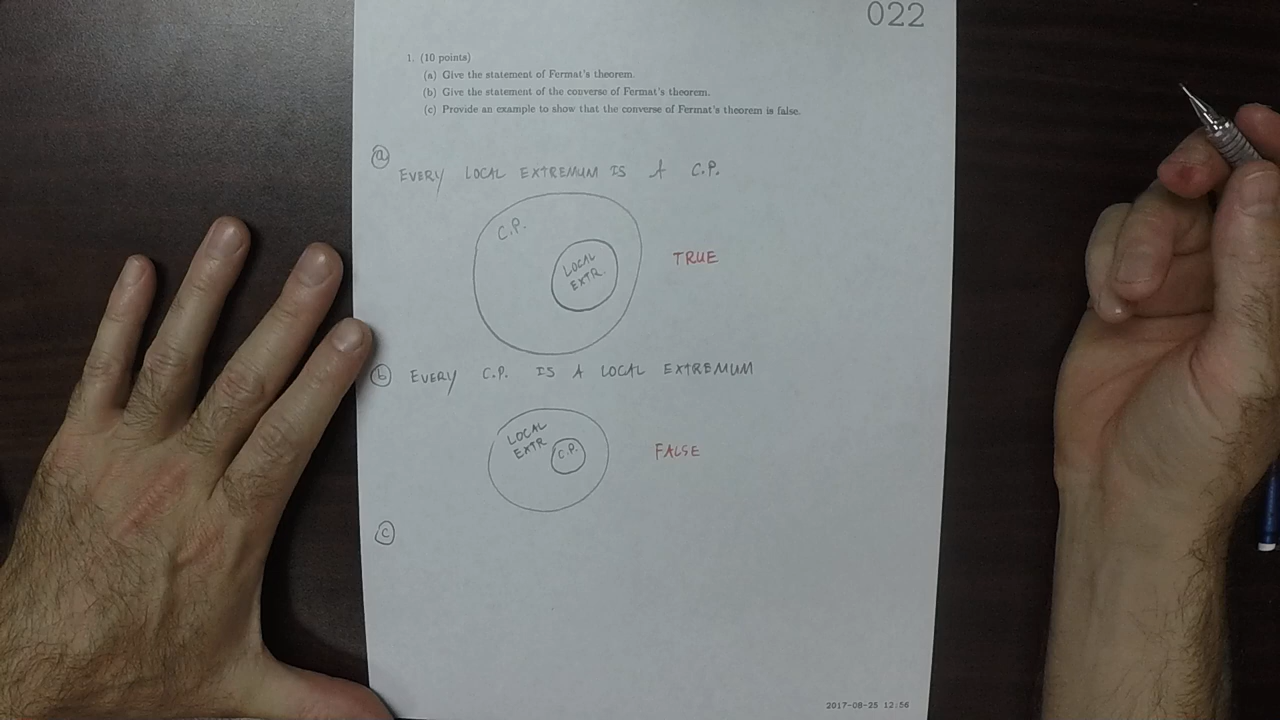 022
1. (10 points)
(a) Give the statement of Fermat's theorem.
(b) Give the statement of the converse of Fermat's theorem.
(c) Provide an example to show that the converse of Fermat's theorem is false.
(a) EVERY LOCAL EXTREMUM IS A C.P.
C.P.
LOCAL
EXTR.
TRUE
(b) EVERY C.P. IS A LOCAL EXTREMUM
LOCAL
EXTR
C.P.
FALSE
(c)
2017-08-25 12:56